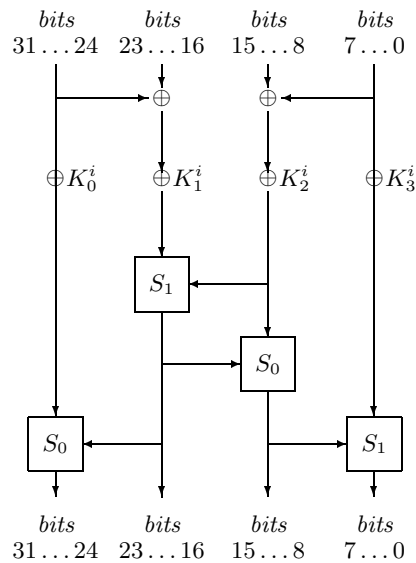 bits bits bits bits
31...24 23...16 15...8 7...0
⊕ ⊕
⊕ K_0^i ⊕ K_1^i ⊕ K_2^i ⊕ K_3^i
S_1
S_0
S_0 S_1
bits bits bits bits
31...24 23...16 15...8 7...0